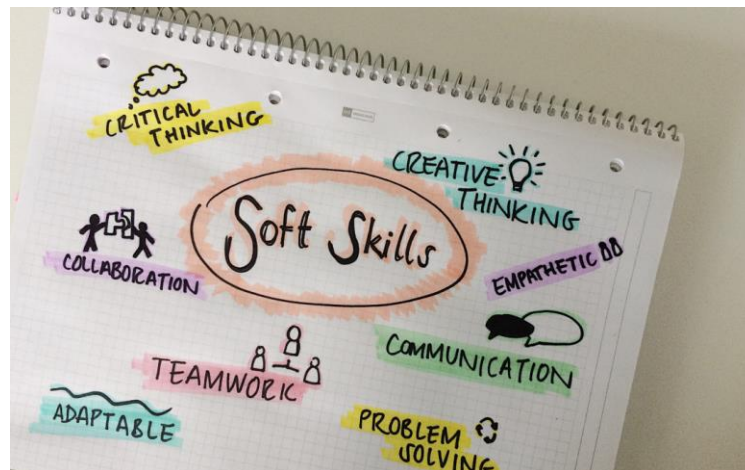 CRITICAL
THINKING
CREATIVE
THINKING
Soft Skills
COLLABORATION
EMPATHETIC
TEAMWORK
COMMUNICATION
ADAPTABLE
PROBLEM
SOLVING